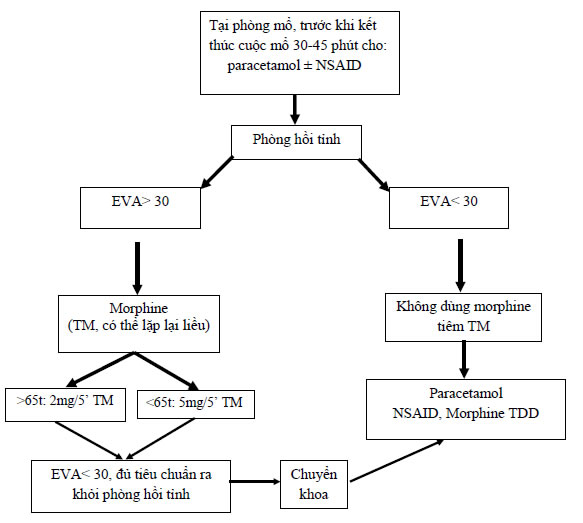 Tại phòng mổ, trước khi kết
thúc cuộc mổ 30-45 phút cho:
paracetamol ± NSAID
Phòng hồi tỉnh
EVA> 30
EVA< 30
Morphine
(TM, có thể lặp lại liều)
Không dùng morphine
tiêm TM
>65t: 2mg/5’ TM
<65t: 5mg/5’ TM
Paracetamol
NSAID, Morphine TDD
EVA< 30, đủ tiêu chuẩn ra
khỏi phòng hồi tỉnh
Chuyển
khoa